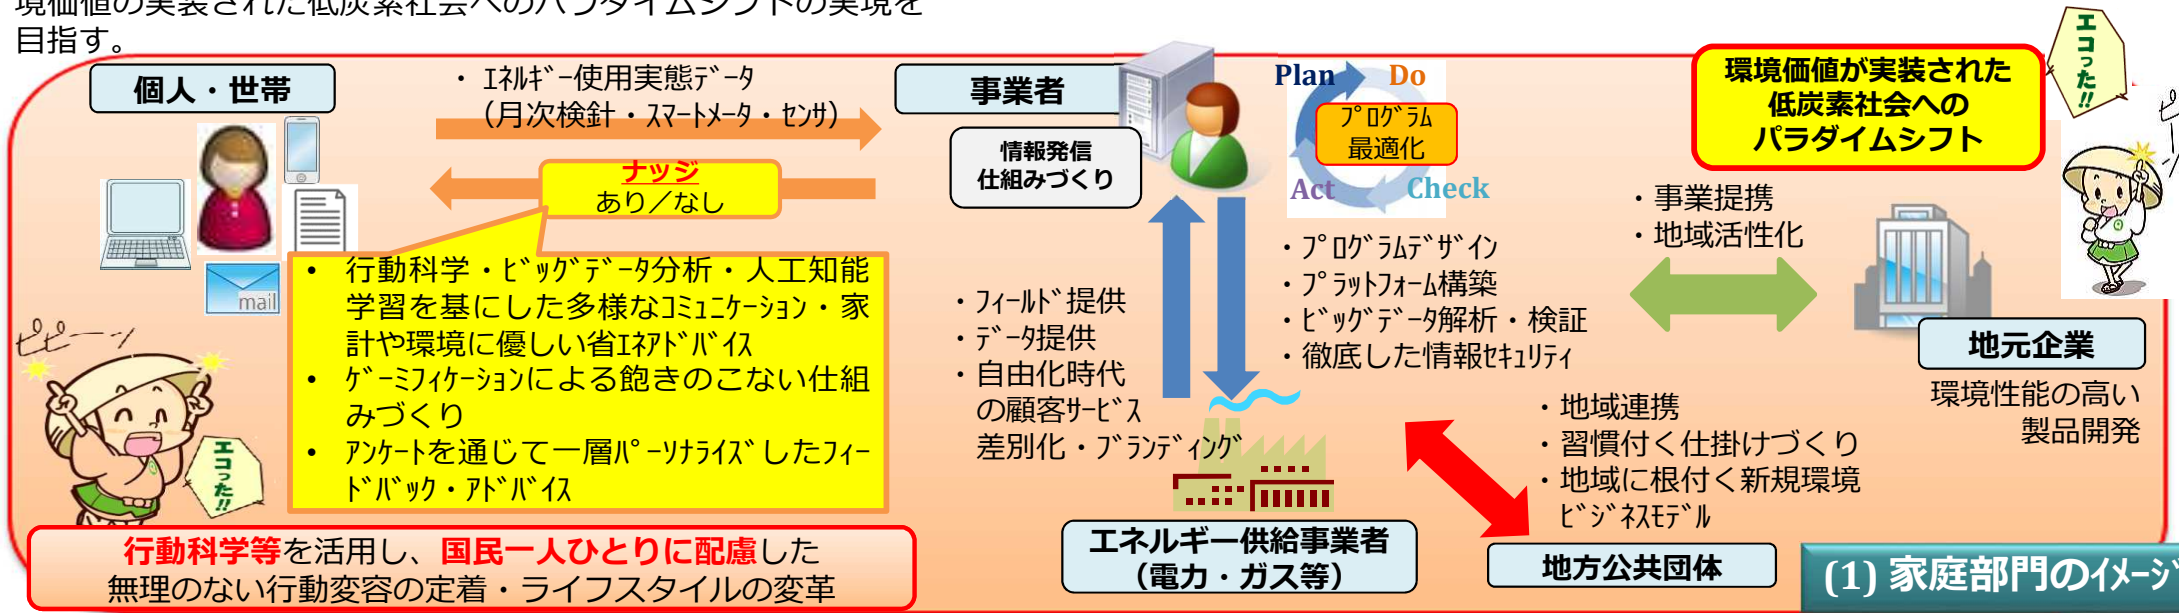 境価値の実装された低炭素社会へのパラダイムシフトの実現を
目指す。
個人・世帯
・ ｴﾈﾙｷﾞｰ使用実態ﾃﾞｰﾀ
(月次検針・ｽﾏｰﾄﾒｰﾀ・ｾﾝｻ)
ナッジ
あり／なし
mail
• 行動科学・ﾋﾞｯｸﾞﾃﾞｰﾀ分析・人工知能
学習を基にした多様なｺﾐｭﾆｹｰｼｮﾝ・家
計や環境に優しい省ｴﾈｱﾄﾞﾊﾞｲｽ
• ｹﾞｰﾐﾌｨｹｰｼｮﾝによる飽きのこない仕組
みづくり
• ｱﾝｹｰﾄを通じて一層ﾊﾟｰｿﾅﾗｲｽﾞしたﾌｨｰ
ﾄﾞﾊﾞｯｸ・ｱﾄﾞﾊﾞｲｽ
ピピーッ
エコった!!
行動科学等を活用し、国民一人ひとりに配慮した
無理のない行動変容の定着・ライフスタイルの変革
事業者
情報発信
仕組みづくり
Plan
Do
ﾌﾟﾛｸﾞﾗﾑ
最適化
Act
Check
・ﾌﾟﾛｸﾞﾗﾑﾃﾞｻﾞｲﾝ
・ﾌﾟﾗｯﾄﾌｫｰﾑ構築
・ﾋﾞｯｸﾞﾃﾞｰﾀ解析・検証
・徹底した情報ｾｷｭﾘﾃｨ
・ﾌｨｰﾙﾄﾞ提供
・ﾃﾞｰﾀ提供
・自由化時代
の顧客ｻｰﾋﾞｽ
差別化・ﾌﾞﾗﾝﾃﾞｨﾝｸﾞ
エネルギー供給事業者
（電力・ガス等）
環境価値が実装された
低炭素社会への
パラダイムシフト
エコった!!
・事業提携
・地域活性化
地元企業
環境性能の高い
製品開発
・地域連携
・習慣付く仕掛けづくり
・地域に根付く新規環境
ﾋﾞｼﾞﾈｽﾓﾃﾞﾙ
地方公共団体
(1) 家庭部門のｲﾒｰｼﾞ